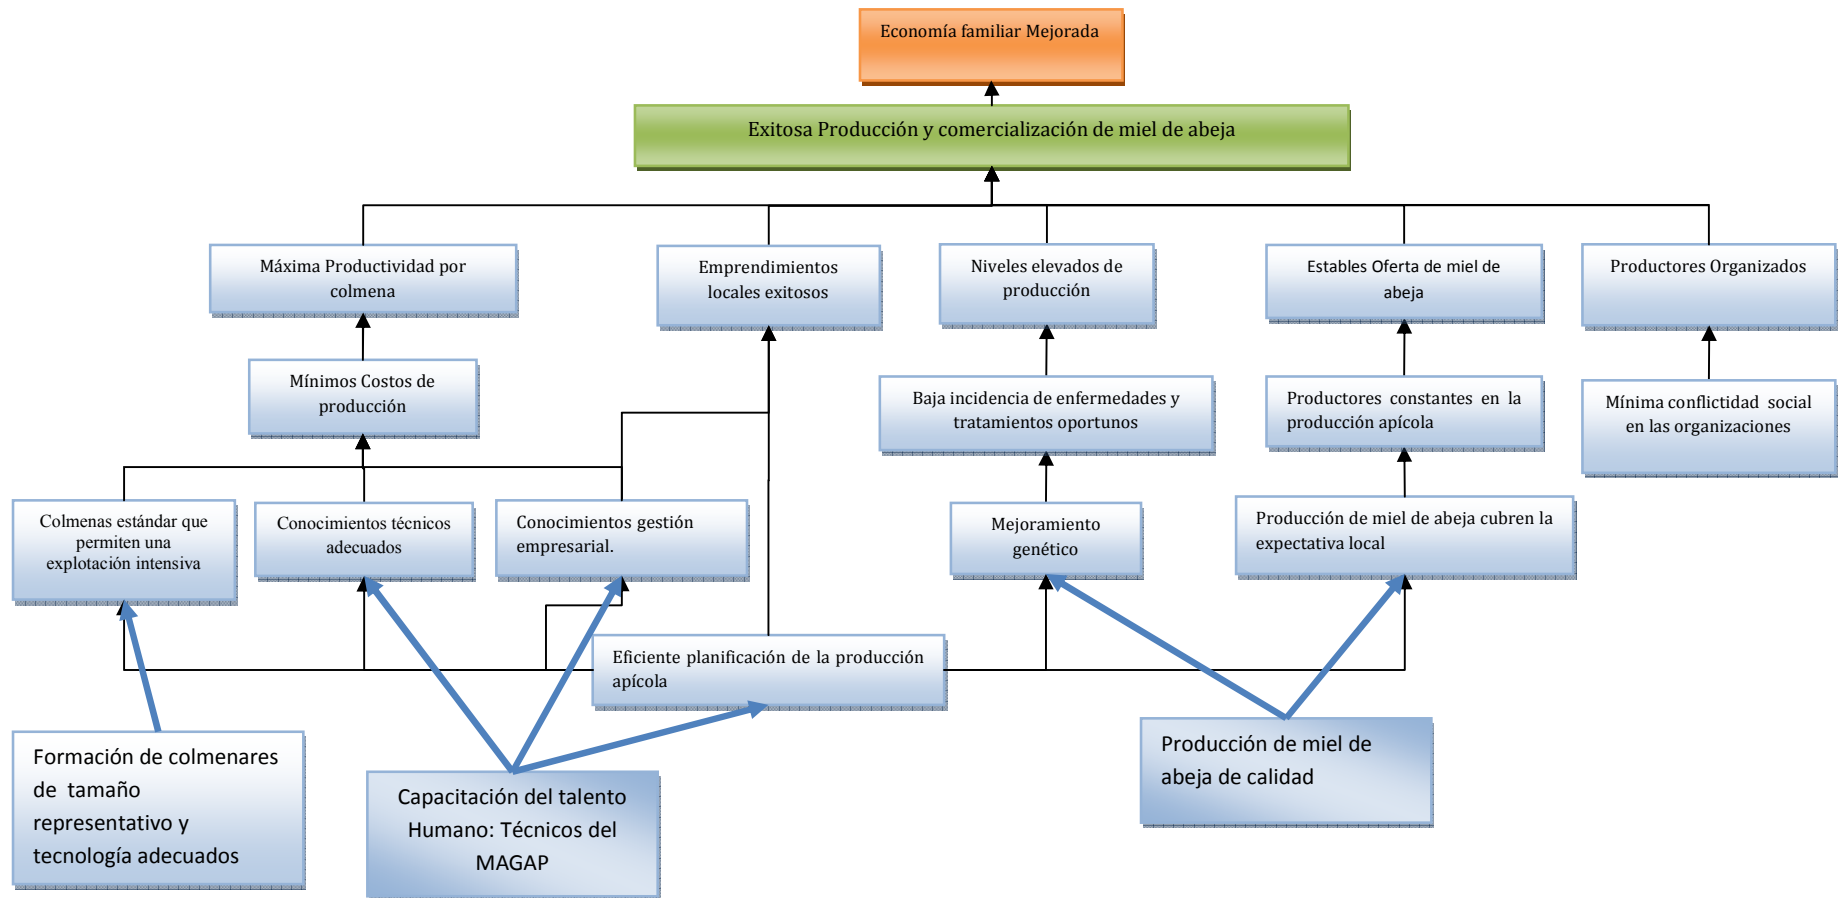 Economía familiar Mejorada
Exitosa Producción y comercialización de miel de abeja
Máxima Productividad por
colmena
Emprendimientos
locales exitosos
Niveles elevados de
producción
Estables Oferta de miel de
abeja
Productores Organizados
Mínimos Costos de
producción
Baja incidencia de enfermedades y
tratamientos oportunos
Productores constantes en la
producción apícola
Mínima conflictidad social
en las organizaciones
Colmenas estándar que
permiten una
explotación intensiva
Conocimientos técnicos
adecuados
Conocimientos gestión
empresarial.
Mejoramiento
genético
Producción de miel de abeja cubren la
expectativa local
Eficiente planificación de la producción
apícola
Formación de colmenares
de tamaño
representativo y
tecnología adecuados
Capacitación del talento
Humano: Técnicos del
MAGAP
Producción de miel de
abeja de calidad